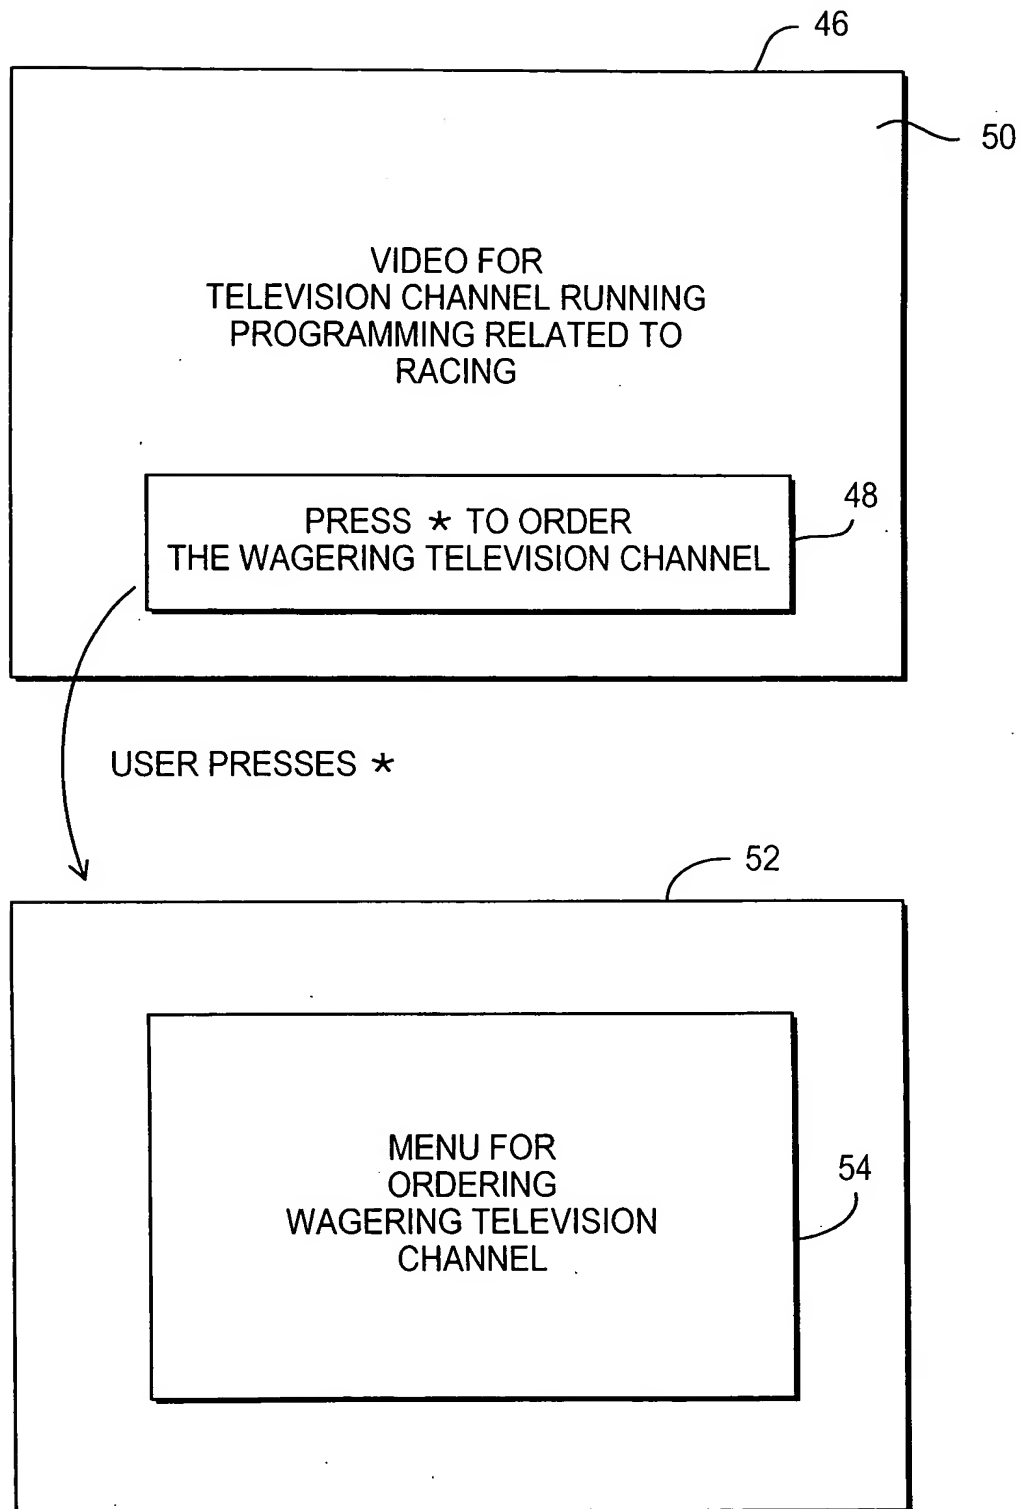 46
50
VIDEO FOR
TELEVISION CHANNEL RUNNING
PROGRAMMING RELATED TO
RACING
48
PRESS * TO ORDER
THE WAGERING TELEVISION CHANNEL
USER PRESSES *
52
MENU FOR
ORDERING
WAGERING TELEVISION
CHANNEL
54